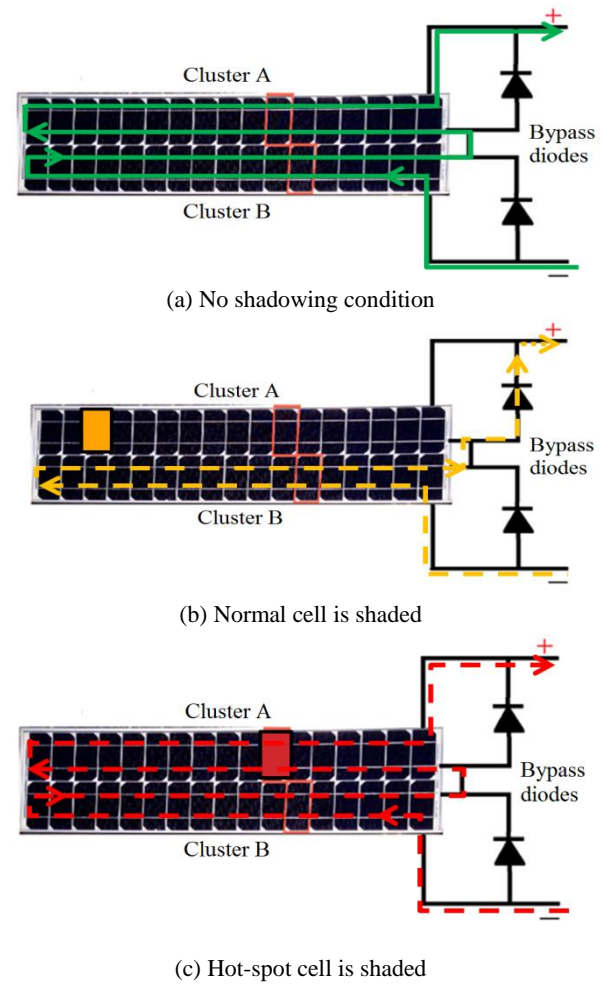 +
Cluster A
Bypass
diodes
Cluster B
—
(a) No shadowing condition
+
Cluster A
Bypass
diodes
Cluster B
—
(b) Normal cell is shaded
+
Cluster A
Bypass
diodes
Cluster B
—
(c) Hot-spot cell is shaded